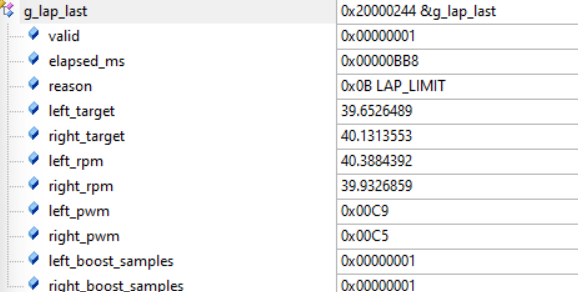 g_lap_last 0x20000244 &g_lap_last
valid 0x00000001
elapsed_ms 0x00000BB8
reason 0x0B LAP_LIMIT
left_target 39.6526489
right_target 40.1313553
left_rpm 40.3884392
right_rpm 39.9326859
left_pwm 0x00C9
right_pwm 0x00C5
left_boost_samples 0x00000001
right_boost_samples 0x00000001